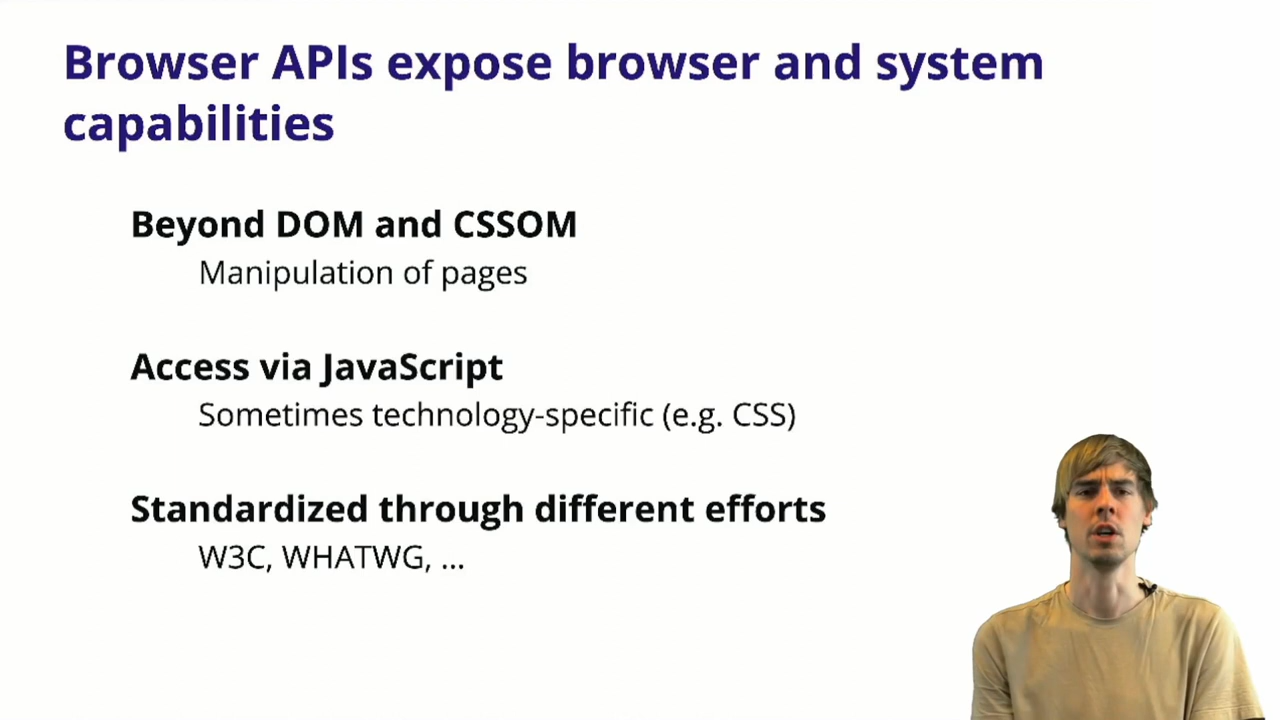 Browser APIs expose browser and system
capabilities
Beyond DOM and CSSOM
Manipulation of pages
Access via JavaScript
Sometimes technology-specific (e.g. CSS)
Standardized through different efforts
W3C, WHATWG, ...